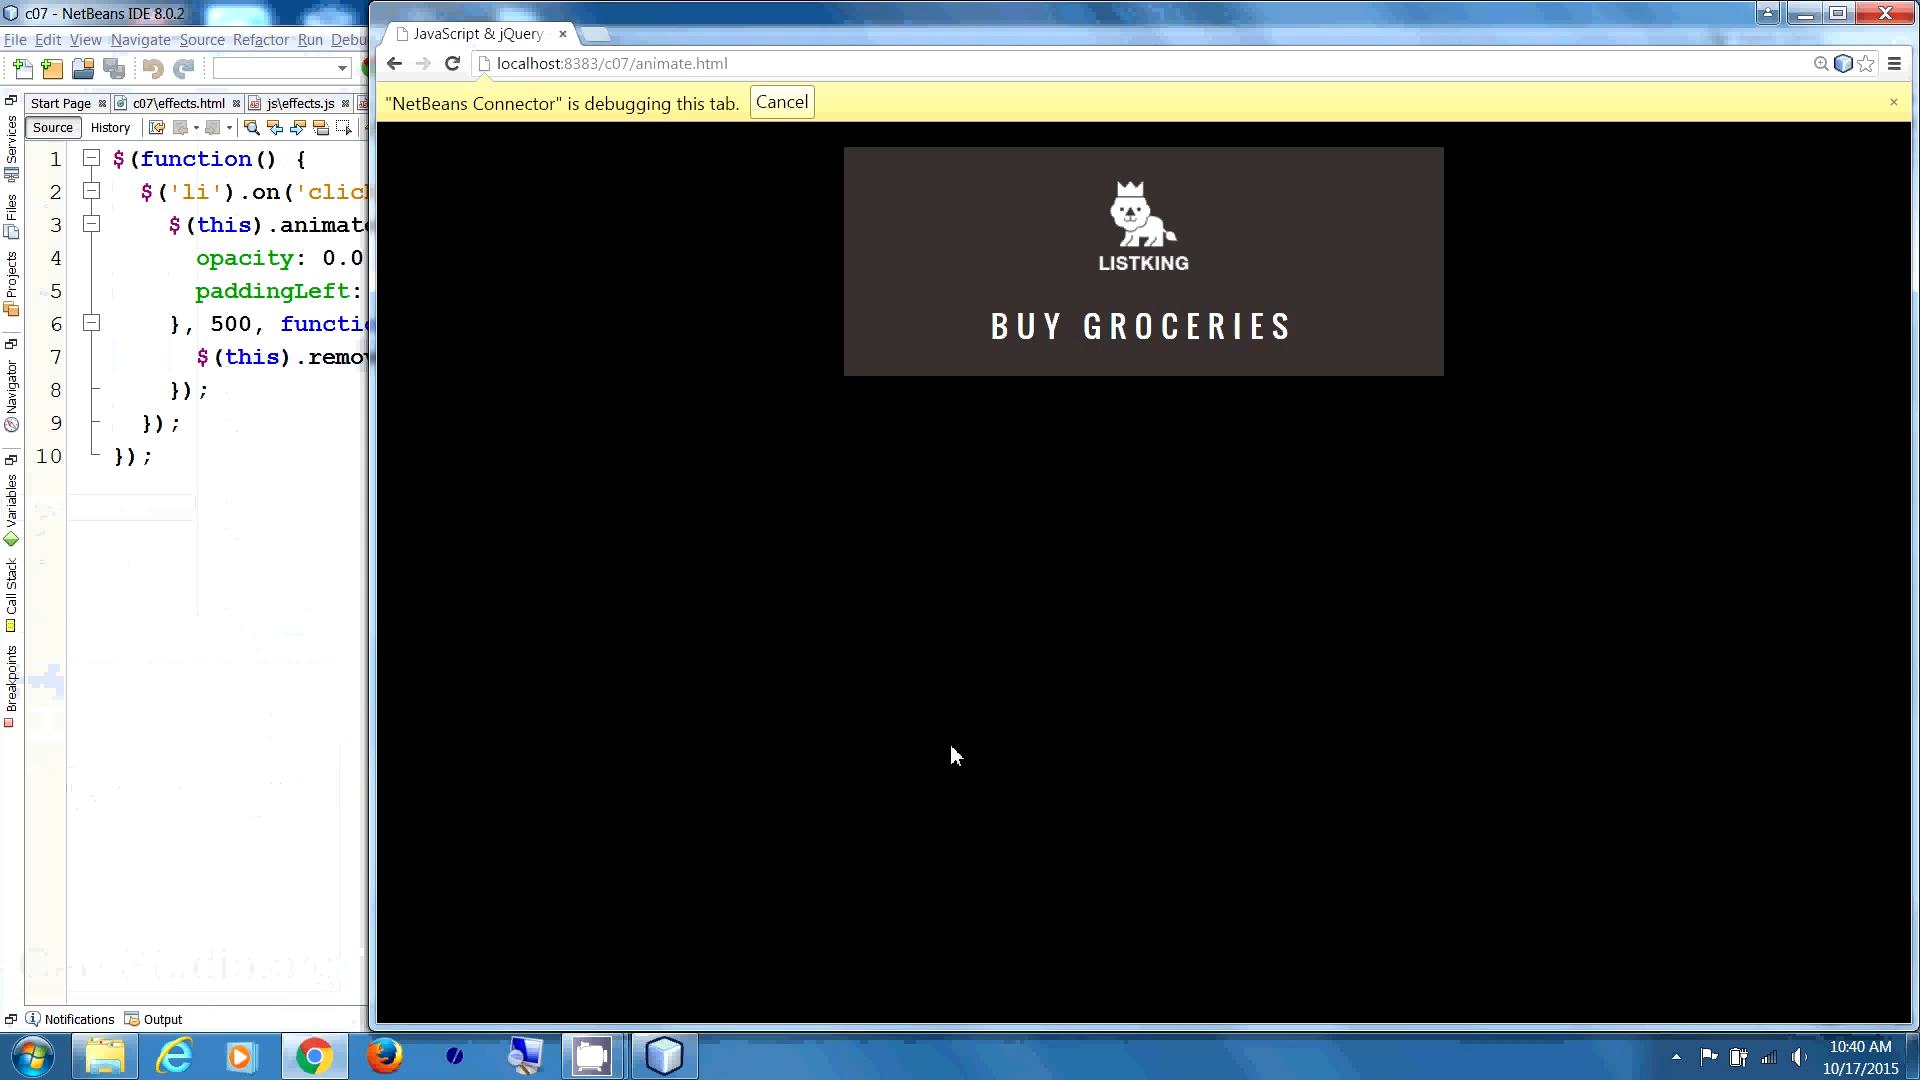 c07 - NetBeans IDE 8.0.2
File Edit View Navigate Source Refactor Run Debu
Start Page c07\effects.html js\effects.js
Source History
1 $(function() {
2 $('li').on('clic
3 $(this).animat
4 opacity: 0.0
5 paddingLeft:
6 }, 500, functi
7 $(this).remo
8 });
9 });
10 });
Services
Files
Projects
Navigator
Variables
Call Stack
Breakpoints
Notifications Output
JavaScript & jQuery
localhost:8383/c07/animate.html
"NetBeans Connector" is debugging this tab. Cancel
LISTKING
BUY GROCERIES
10:40 AM
10/17/2015